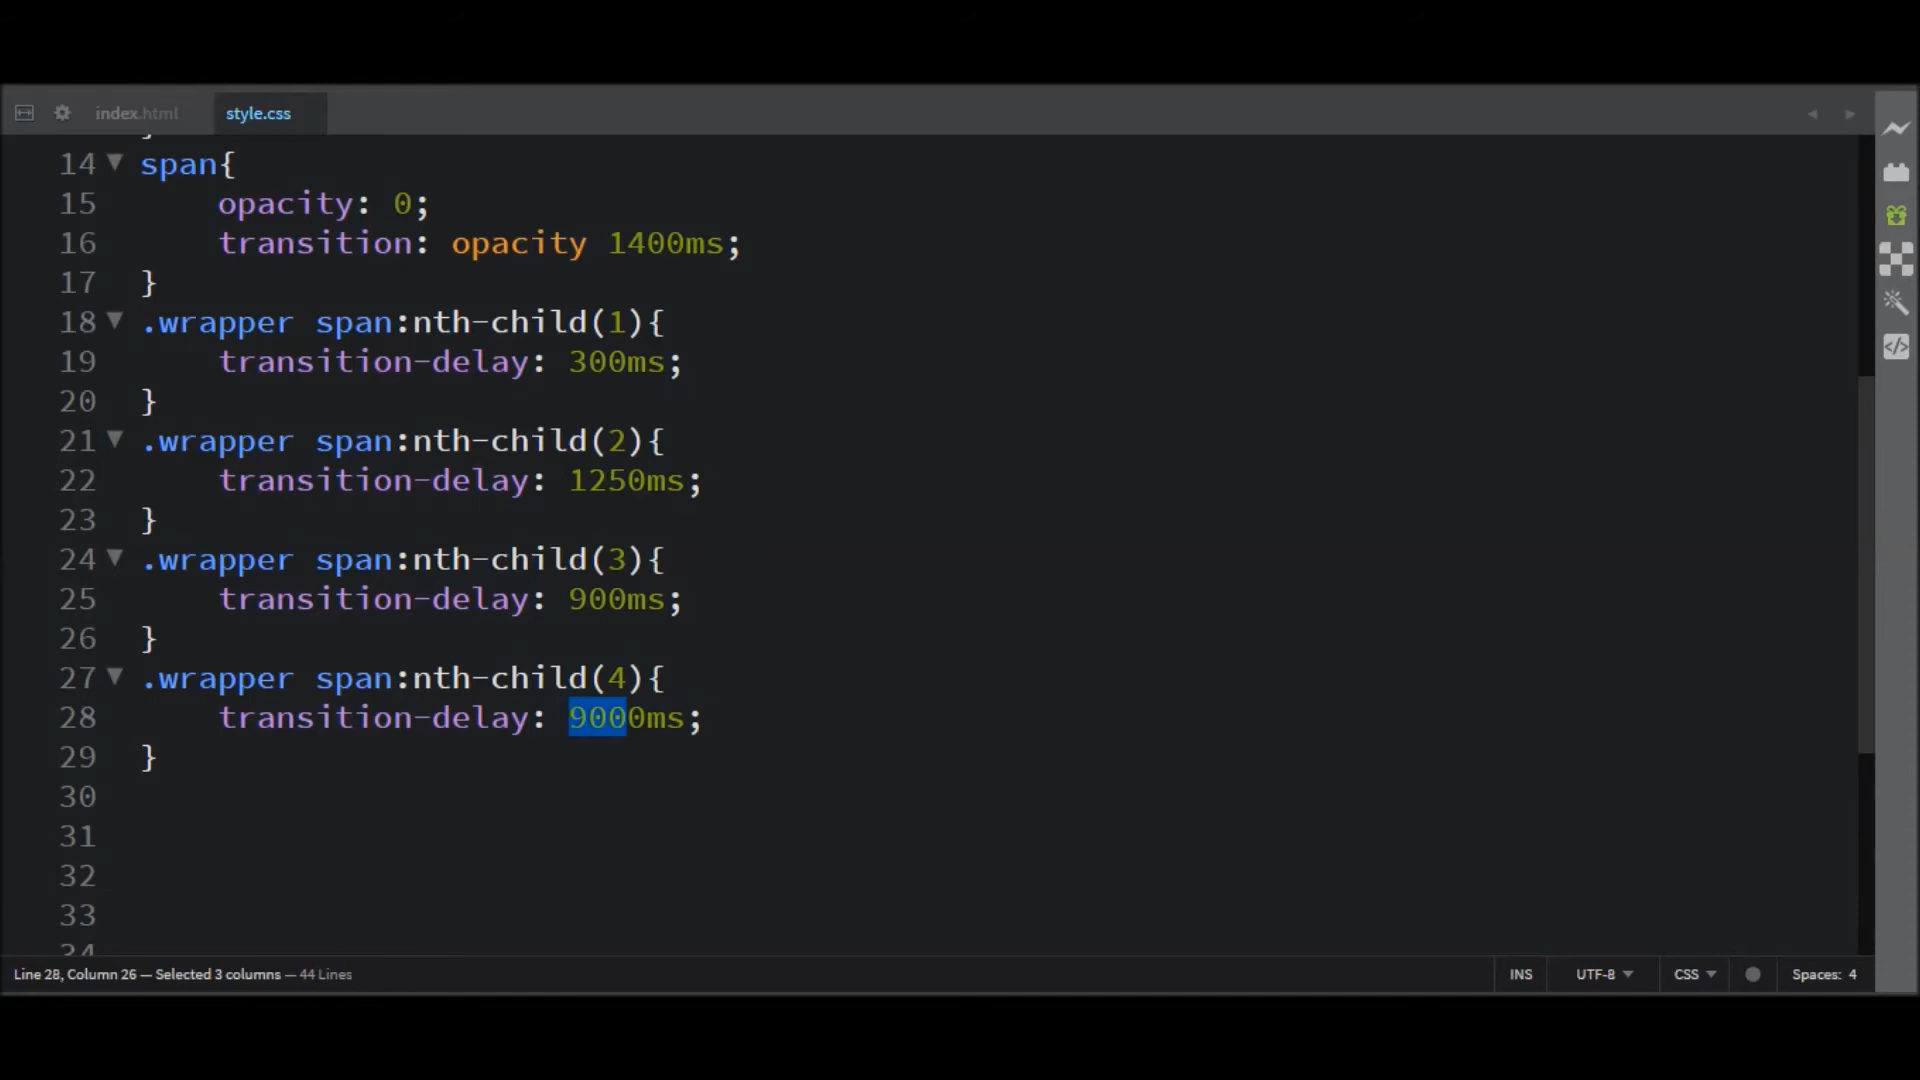 index.html
style.css
14 span{
15 opacity: 0;
16 transition: opacity 1400ms;
17 }
18 .wrapper span:nth-child(1){
19 transition-delay: 300ms;
20 }
21 .wrapper span:nth-child(2){
22 transition-delay: 1250ms;
23 }
24 .wrapper span:nth-child(3){
25 transition-delay: 900ms;
26 }
27 .wrapper span:nth-child(4){
28 transition-delay: 9000ms;
29 }
30
31
32
33
34
Line 28, Column 26 — Selected 3 columns — 44 Lines
INS
UTF-8
CSS
Spaces: 4